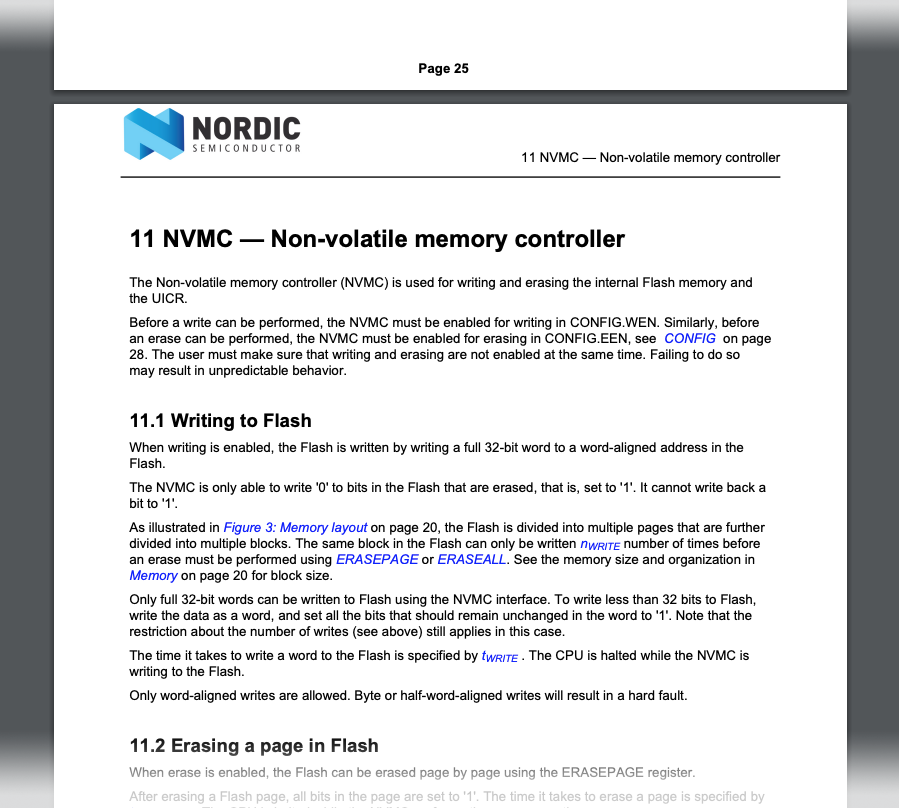 Page 25
NORDIC
SEMICONDUCTOR
11 NVMC — Non-volatile memory controller
11 NVMC — Non-volatile memory controller
The Non-volatile memory controller (NVMC) is used for writing and erasing the internal Flash memory and
the UICR.
Before a write can be performed, the NVMC must be enabled for writing in CONFIG.WEN. Similarly, before
an erase can be performed, the NVMC must be enabled for erasing in CONFIG.EEN, see CONFIG on page
28. The user must make sure that writing and erasing are not enabled at the same time. Failing to do so
may result in unpredictable behavior.
11.1 Writing to Flash
When writing is enabled, the Flash is written by writing a full 32-bit word to a word-aligned address in the
Flash.
The NVMC is only able to write '0' to bits in the Flash that are erased, that is, set to '1'. It cannot write back a
bit to '1'.
As illustrated in Figure 3: Memory layout on page 20, the Flash is divided into multiple pages that are further
divided into multiple blocks. The same block in the Flash can only be written nWRITE number of times before
an erase must be performed using ERASEPAGE or ERASEALL. See the memory size and organization in
Memory on page 20 for block size.
Only full 32-bit words can be written to Flash using the NVMC interface. To write less than 32 bits to Flash,
write the data as a word, and set all the bits that should remain unchanged in the word to '1'. Note that the
restriction about the number of writes (see above) still applies in this case.
The time it takes to write a word to the Flash is specified by tWRITE . The CPU is halted while the NVMC is
writing to the Flash.
Only word-aligned writes are allowed. Byte or half-word-aligned writes will result in a hard fault.
11.2 Erasing a page in Flash
When erase is enabled, the Flash can be erased page by page using the ERASEPAGE register.
After erasing a Flash page, all bits in the page are set to '1'. The time it takes to erase a page is specified by